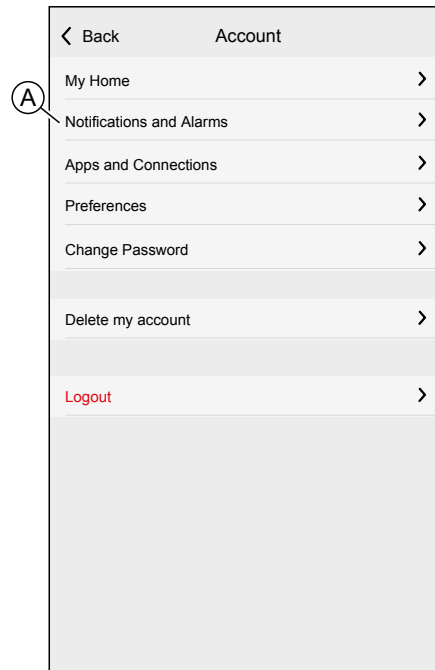 Back Account
My Home
A
Notifications and Alarms
Apps and Connections
Preferences
Change Password
Delete my account
Logout